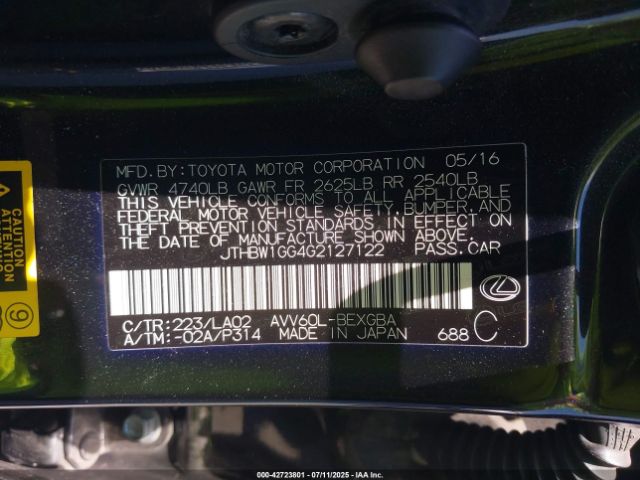 MFD.BY:TOYOTA MOTOR CORPORATION 05/16
GVWR 4740LB GAWR FR 2625LB RR 2540LB
THIS VEHICLE CONFORMS TO ALL APPLICABLE
FEDERAL MOTOR VEHICLE SAFETY, BUMPER, AND
THEFT PREVENTION STANDARDS IN EFFECT ON
THE DATE OF MANUFACTURE SHOWN ABOVE.
JTHBW1GG4G2127122 PASS.CAR
C/TR:223/LA02 AVV60L-BEXGBA
A/TM:-02A/P314 MADE IN JAPAN 688 C
9
00-42723801 - 07/11/2025 - IAA Inc.